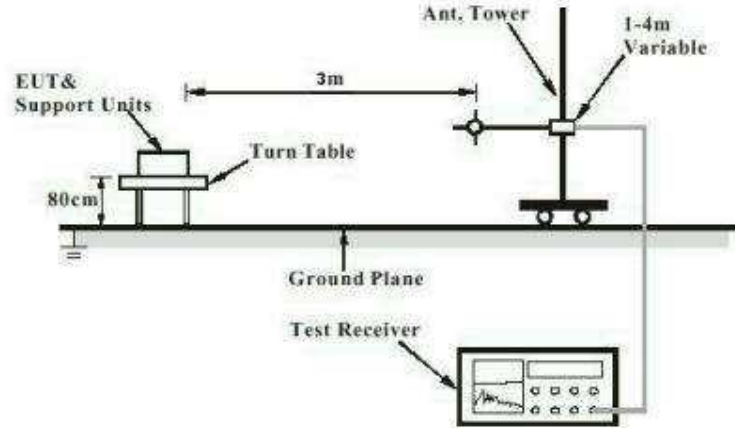 Ant. Tower
1-4m
Variable
EUT&
Support Units
3m
Turn Table
80cm
Ground Plane
Test Receiver